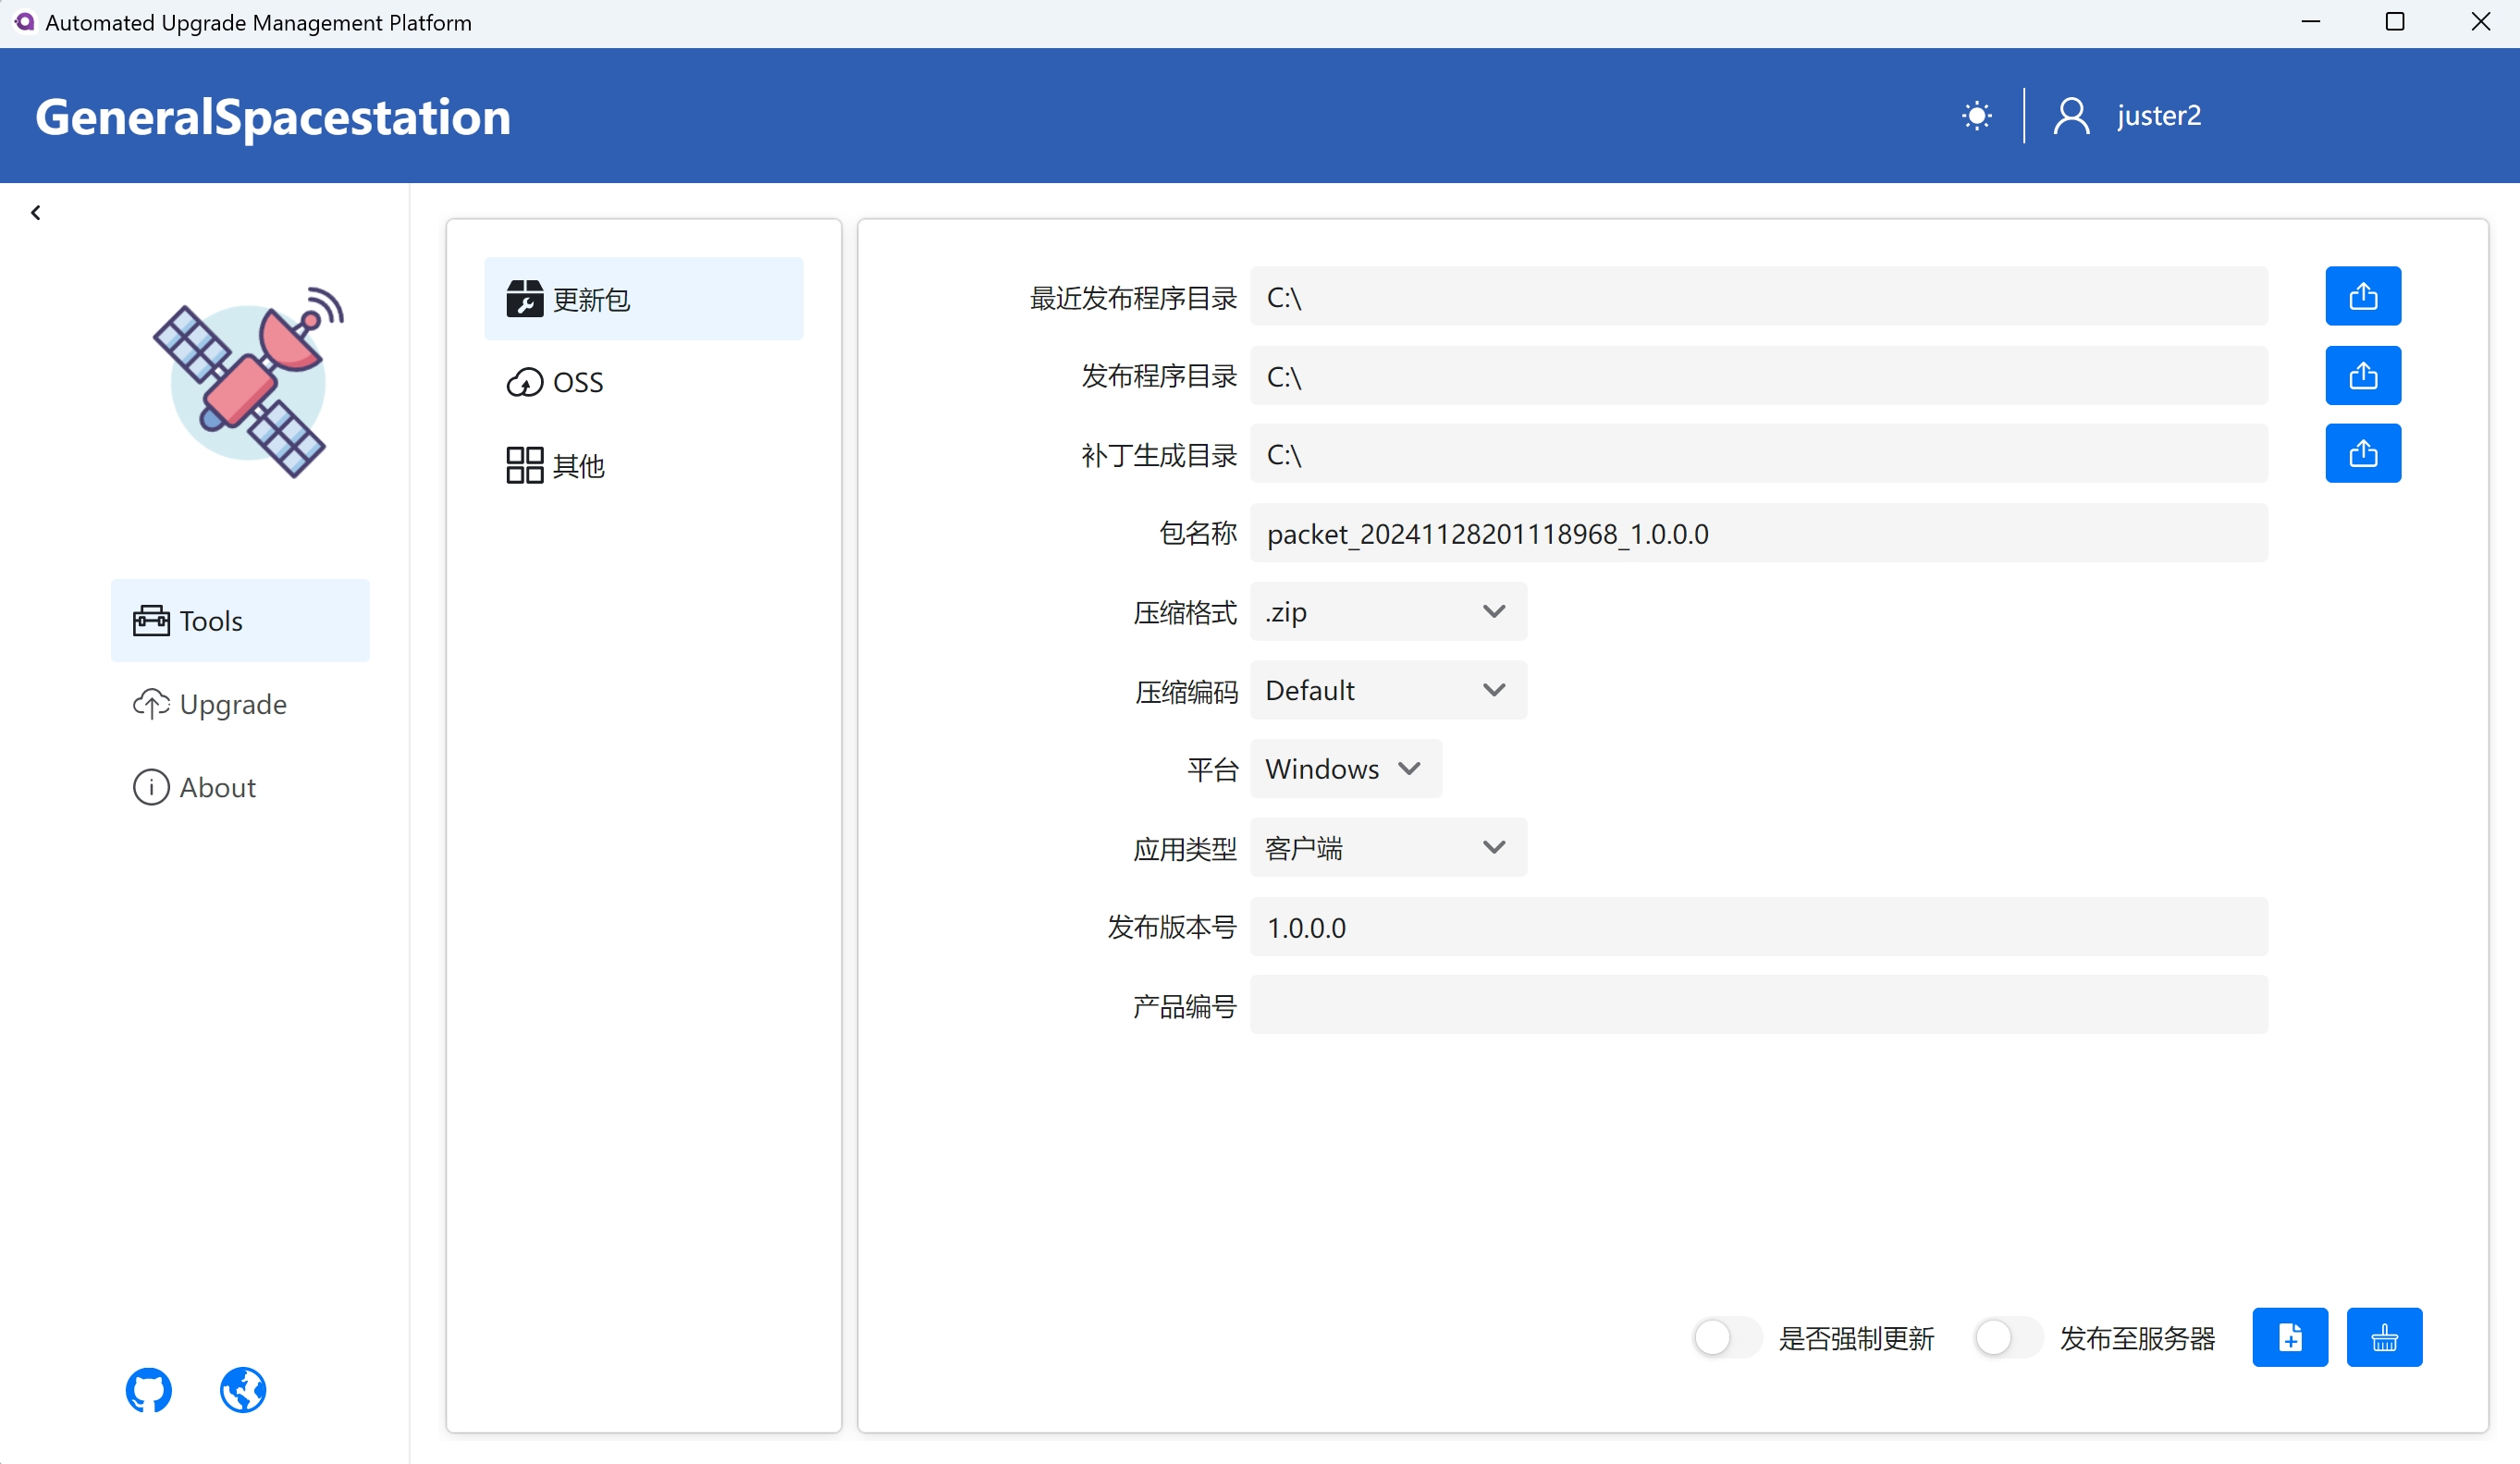 Automated Upgrade Management Platform
GeneralSpacestation
juster2
Tools
Upgrade
About
更新包
OSS
其他
最近发布程序目录 C:\
发布程序目录 C:\
补丁生成目录 C:\
包名称 packet_20241128201118968_1.0.0.0
压缩格式 .zip
压缩编码 Default
平台 Windows
应用类型 客户端
发布版本号 1.0.0.0
产品编号
是否强制更新 发布至服务器